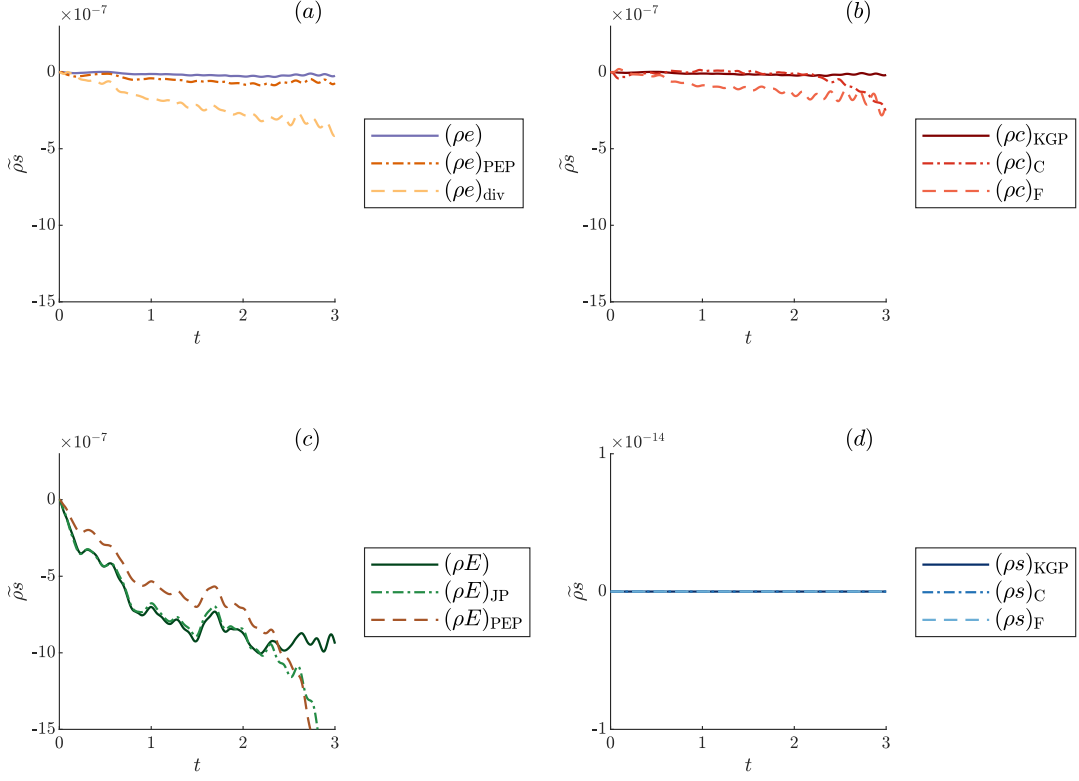 ×10⁻⁷ (a)
0
-5
-10
-15
0 1 2 3
t
ρ̃s
(ρe)
(ρe)PEP
(ρe)div
×10⁻⁷ (b)
0
-5
-10
-15
0 1 2 3
t
ρ̃s
(ρc)KGP
(ρc)C
(ρc)F
×10⁻⁷ (c)
0
-5
-10
-15
0 1 2 3
t
ρ̃s
(ρE)
(ρE)JP
(ρE)PEP
×10⁻¹⁴ (d)
1
0
-1
0 1 2 3
t
ρ̃s
(ρs)KGP
(ρs)C
(ρs)F